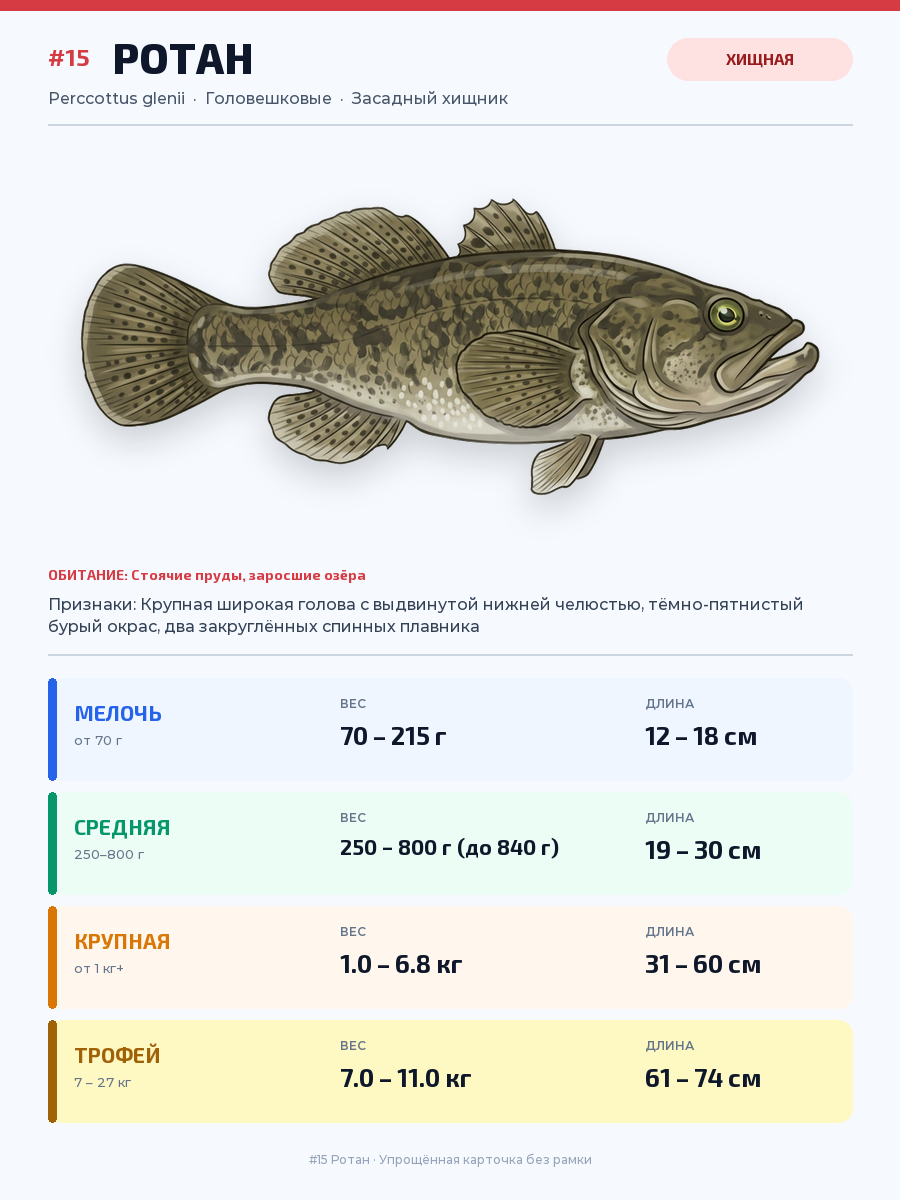 #15 РОТАН
ХИЩНАЯ
Perccottus glenii · Головешковые · Засадный хищник
ОБИТАНИЕ: Стоячие пруды, заросшие озёра
Признаки: Крупная широкая голова с выдвинутой нижней челюстью, тёмно-пятнистый
бурый окрас, два закруглённых спинных плавника
МЕЛОЧЬ
от 70 г
ВЕС
70 – 215 г
ДЛИНА
12 – 18 см
СРЕДНЯЯ
250–800 г
ВЕС
250 – 800 г (до 840 г)
ДЛИНА
19 – 30 см
КРУПНАЯ
от 1 кг+
ВЕС
1.0 – 6.8 кг
ДЛИНА
31 – 60 см
ТРОФЕЙ
7 – 27 кг
ВЕС
7.0 – 11.0 кг
ДЛИНА
61 – 74 см
#15 Ротан · Упрощённая карточка без рамки